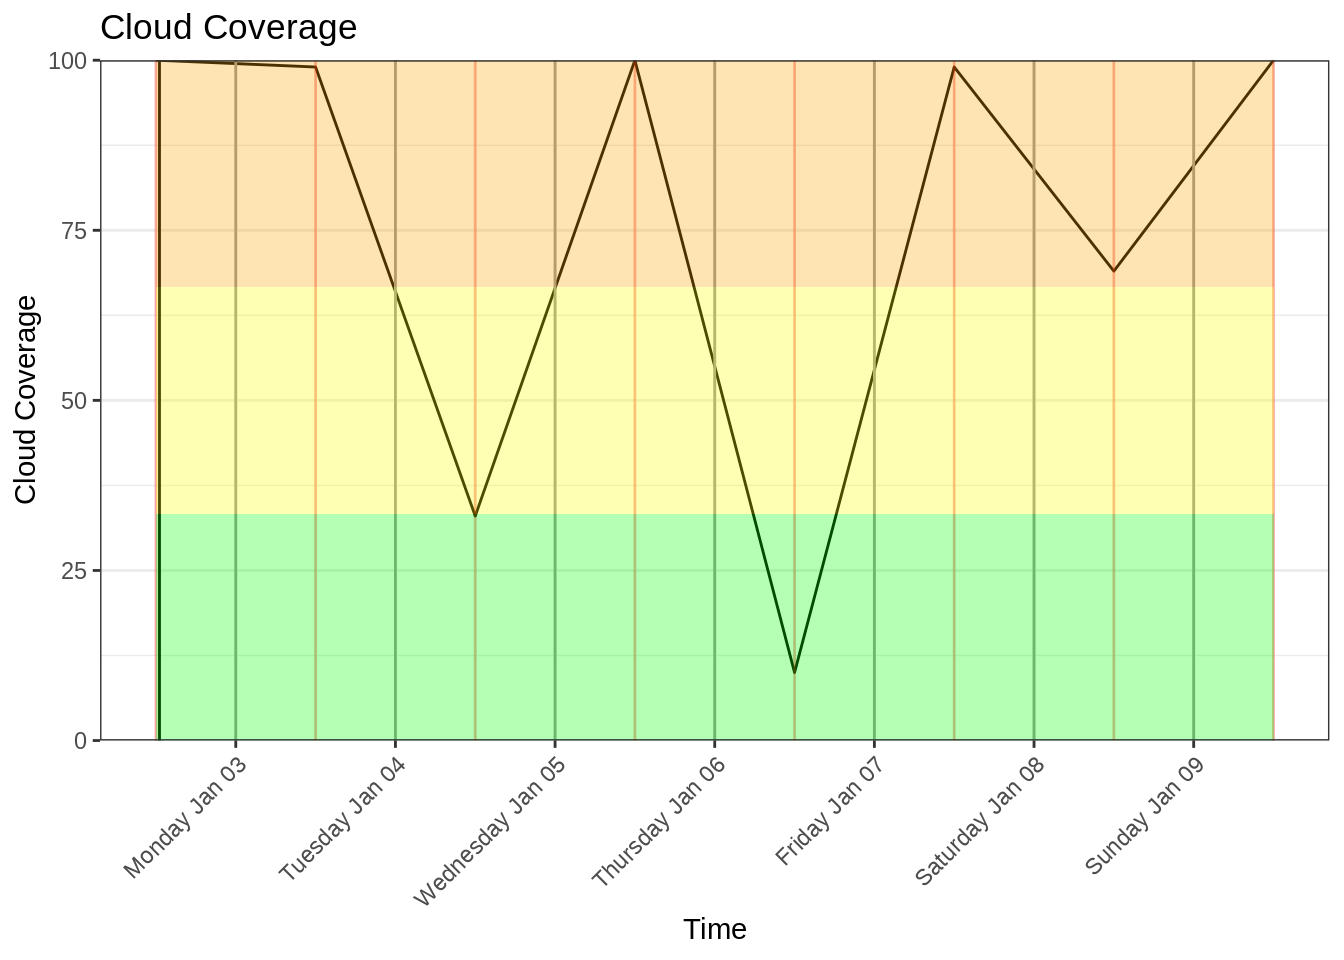 Cloud Coverage
100
75
50
25
0
Cloud Coverage
Monday Jan 03
Tuesday Jan 04
Wednesday Jan 05
Thursday Jan 06
Friday Jan 07
Saturday Jan 08
Sunday Jan 09
Time